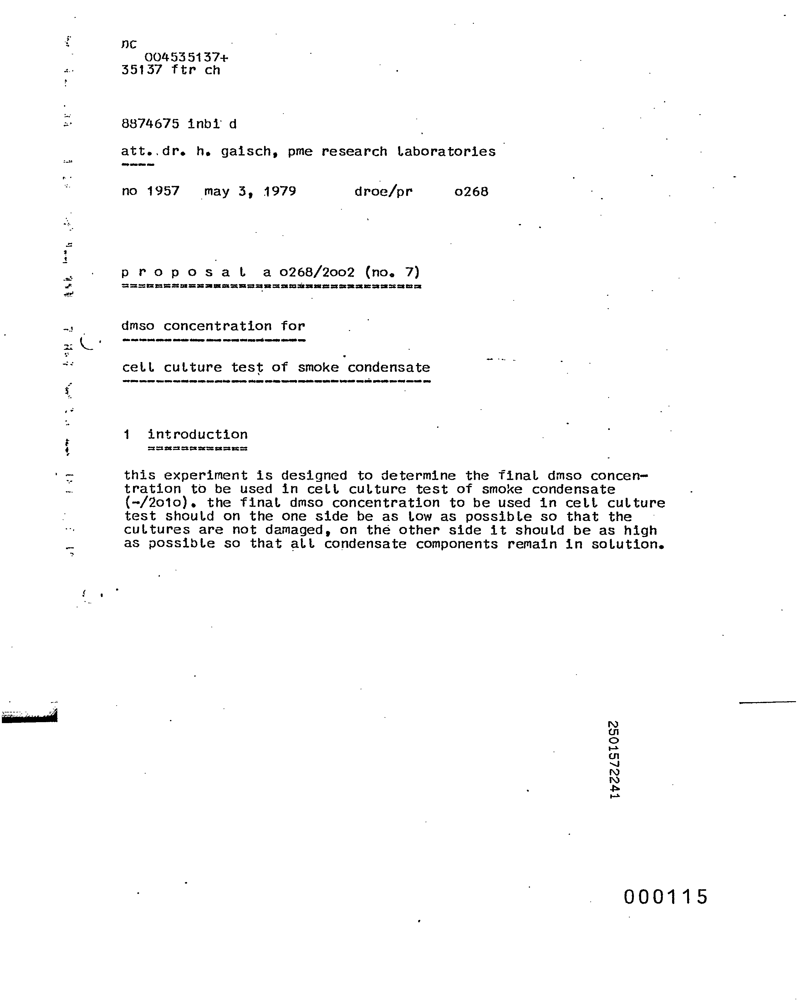 nc
004535137+
35137 ftr ch
8874675 inbi d
att. dr. h. gaisch, pme research laboratories
----
no 1957 may 3, 1979 droe/pr o268
p r o p o s a l a o268/2oo2 (no. 7)
====================================
dmso concentration for
----------------------
cell culture test of smoke condensate
-------------------------------------
1 introduction
============
this experiment is designed to determine the final dmso concen-
tration to be used in cell culture test of smoke condensate
(-/2o1o). the final dmso concentration to be used in cell culture
test should on the one side be as low as possible so that the
cultures are not damaged, on the other side it should be as high
as possible so that all condensate components remain in solution.
2501572241
000115